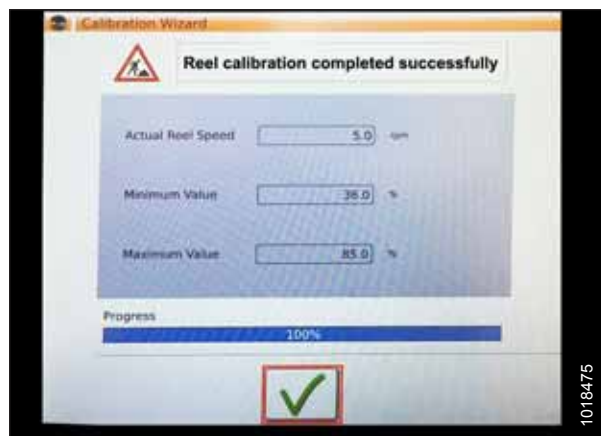 Calibration Wizard
Reel calibration completed successfully
Actual Reel Speed 5.0 rpm
Minimum Value 36.0 %
Maximum Value 85.0 %
Progress
100%
1018475